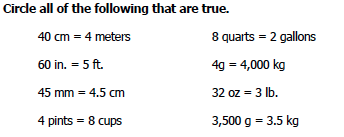 Circle all of the following that are true.
40 cm = 4 meters
8 quarts = 2 gallons
60 in. = 5 ft.
4g = 4,000 kg
45 mm = 4.5 cm
32 oz = 3 lb.
4 pints = 8 cups
3,500 g = 3.5 kg